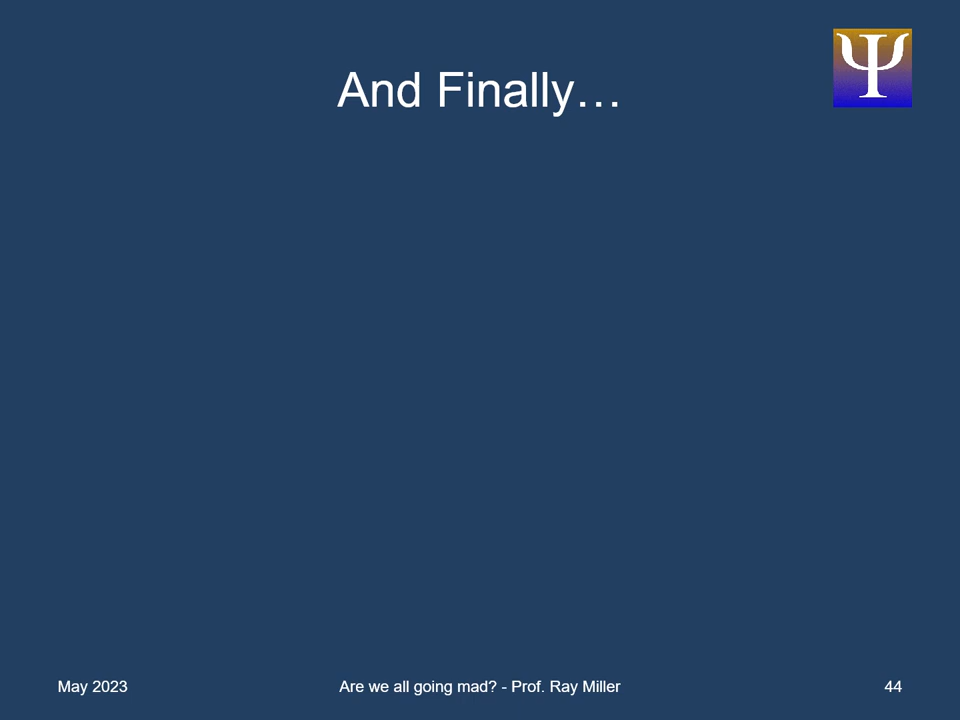 And Finally…
Ψ
May 2023
Are we all going mad? - Prof. Ray Miller
44